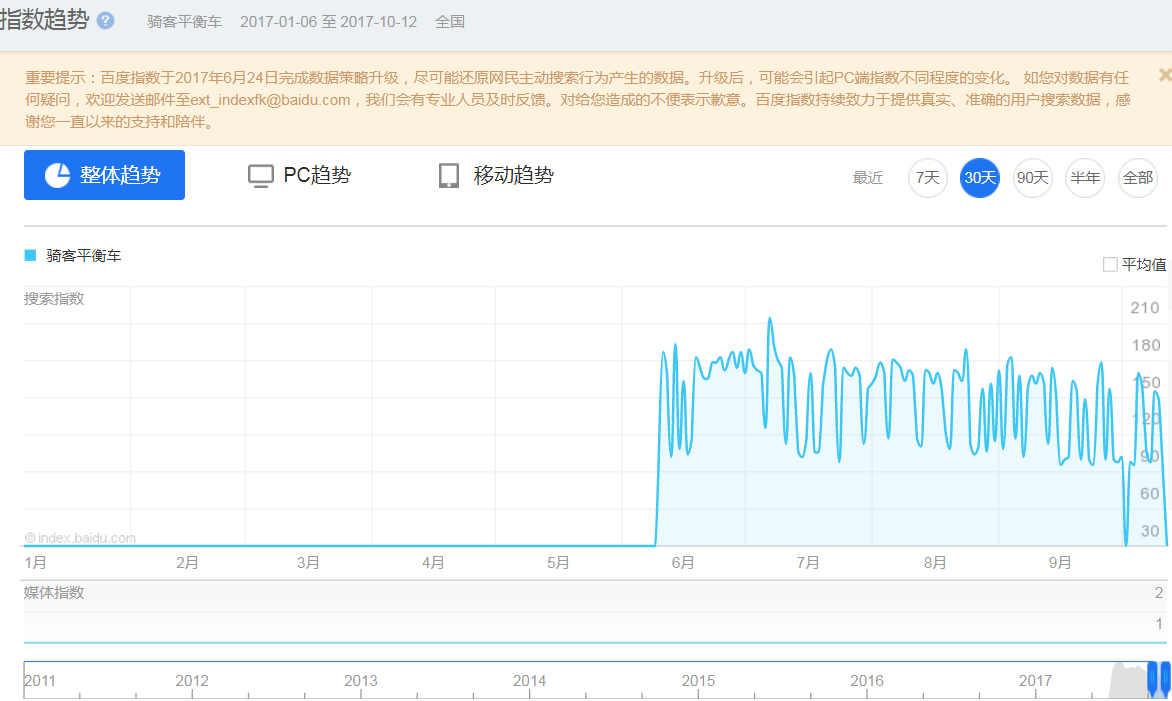 指数趋势 ? 骑客平衡车 2017-01-06 至 2017-10-12 全国
重要提示：百度指数于2017年6月24日完成数据策略升级，尽可能还原网民主动搜索行为产生的数据。升级后，可能会引起PC端指数不同程度的变化。 如您对数据有任
何疑问，欢迎发送邮件至ext_indexfk@baidu.com，我们会有专业人员及时反馈。对给您造成的不便表示歉意。百度指数持续致力于提供真实、准确的用户搜索数据，感
谢您一直以来的支持和陪伴。
整体趋势 PC趋势 移动趋势 最近 7天 30天 90天 半年 全部
骑客平衡车
平均值
搜索指数
210
180
150
120
90
60
30
©index.baidu.com
1月 2月 3月 4月 5月 6月 7月 8月 9月
媒体指数 2
1
2011 2012 2013 2014 2015 2016 2017